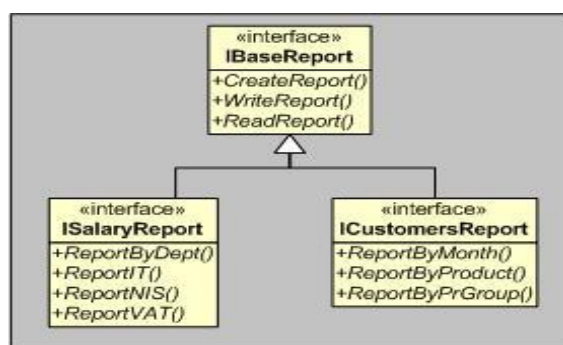 «interface»
IBaseReport
+CreateReport()
+WriteReport()
+ReadReport()
«interface»
ISalaryReport
+ReportByDept()
+ReportIT()
+ReportNIS()
+ReportVAT()
«interface»
ICustomersReport
+ReportByMonth()
+ReportByProduct()
+ReportByPrGroup()